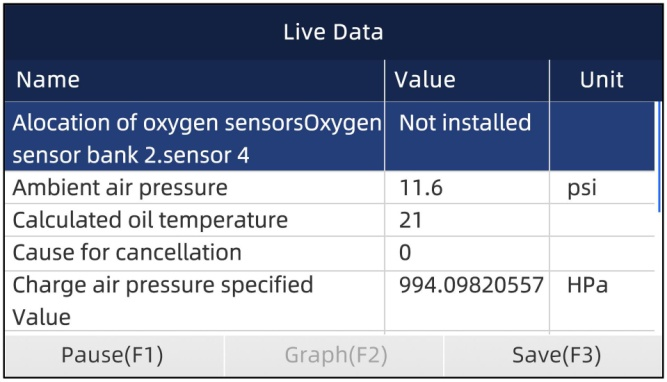 Live Data
Name Value Unit
Alocation of oxygen sensorsOxygen Not installed
sensor bank 2.sensor 4
Ambient air pressure 11.6 psi
Calculated oil temperature 21
Cause for cancellation 0
Charge air pressure specified 994.09820557 HPa
Value
Pause(F1) Graph(F2) Save(F3)